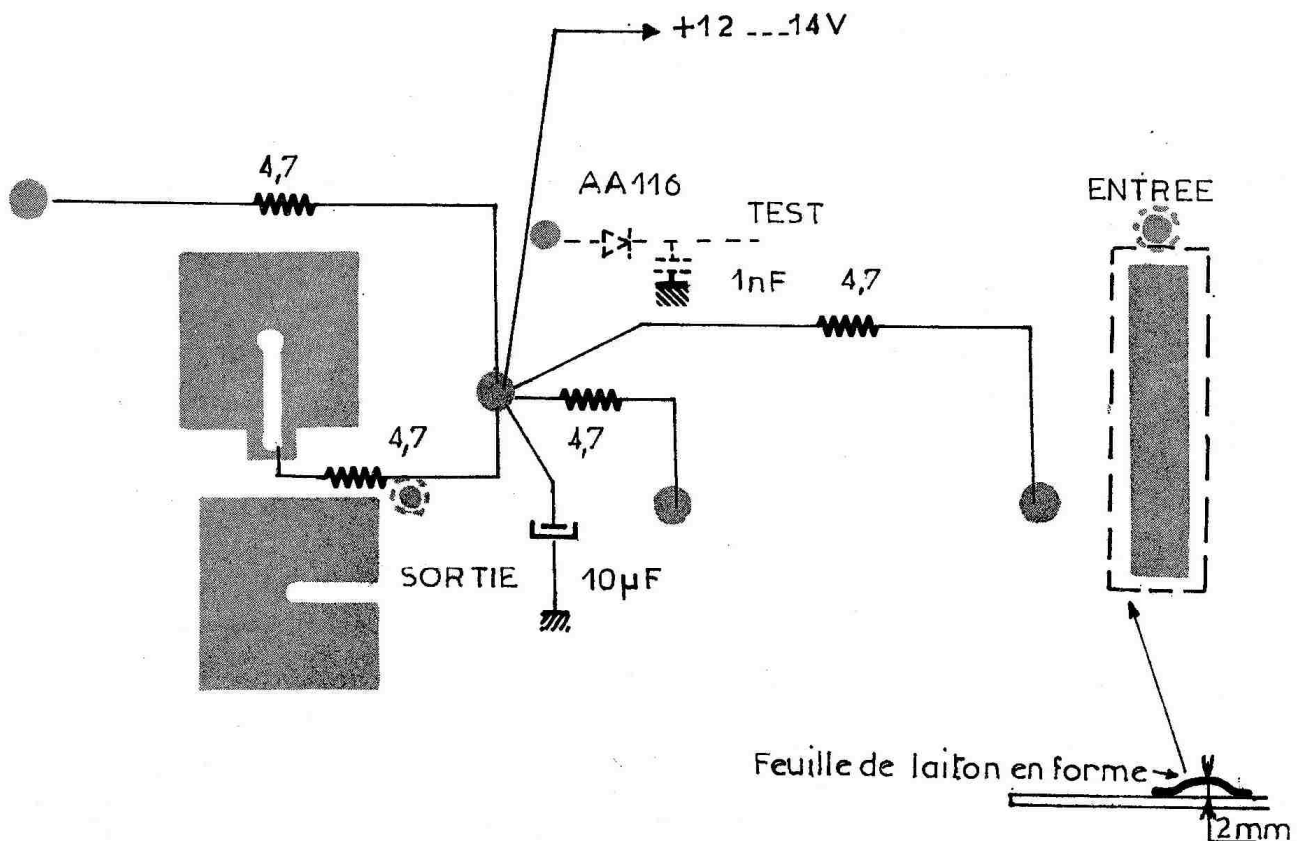 +12 ... 14V
4,7
AA116
TEST
ENTREE
1nF
4,7
4,7
4,7
SORTIE
10µF
Feuille de laiton en forme
2mm